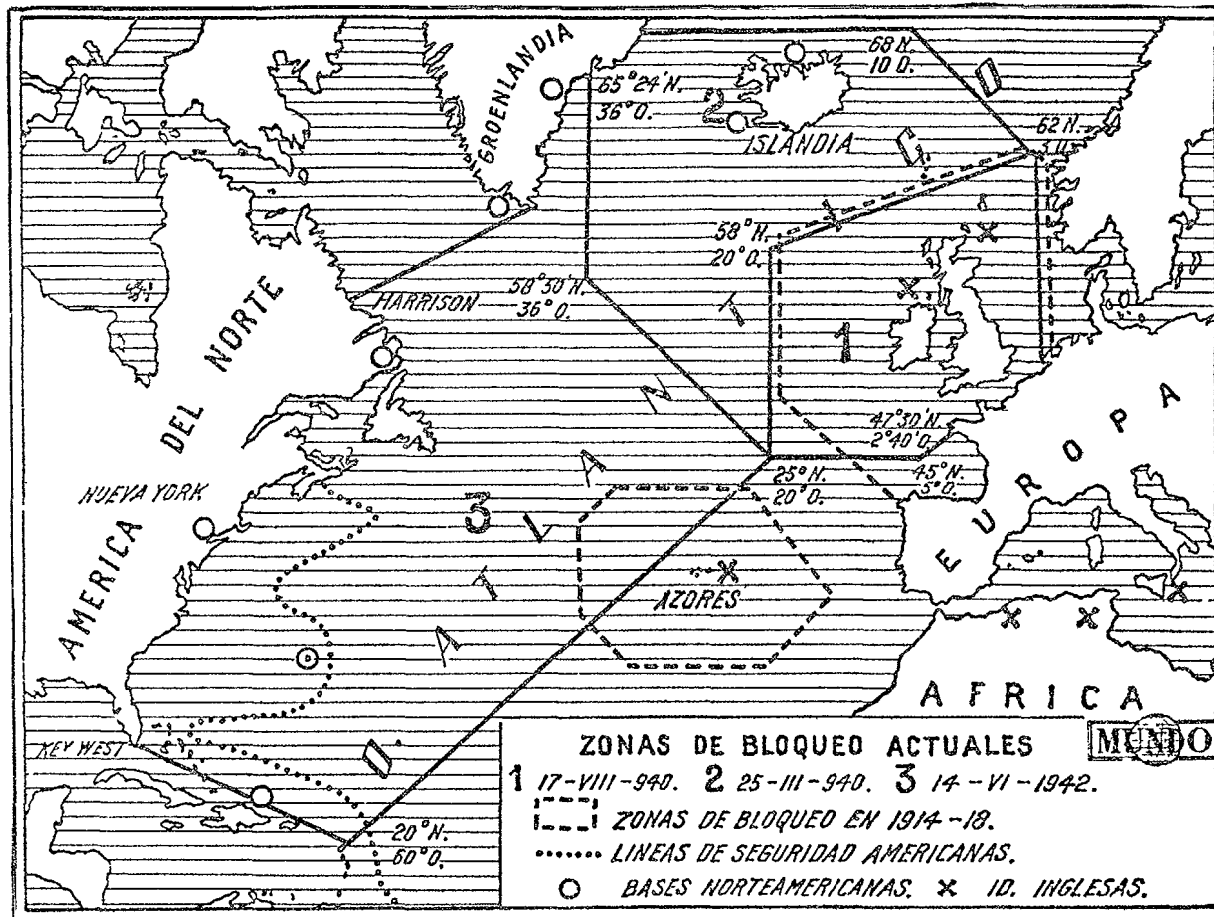 GROENLANDIA
68 N.
10 O.
65° 24' N.
36° O.
2
ISLANDIA
62 N.
3 O.
58° N.
20° O.
58° 30' N.
36° O.
HARRISON
1
AMERICA DEL NORTE
ATLANTI
EUROPA
47° 30' N.
2° 40' O.
25° N.
20° O.
45° N.
5° O.
NUEVA YORK
3
AZORES
AFRICA
KEY WEST
20° N.
60° O.
MUNDO
ZONAS DE BLOQUEO ACTUALES
1 17-VIII-940. 2 25-III-940. 3 14-VI-1942.
ZONAS DE BLOQUEO EN 1914-18.
LINEAS DE SEGURIDAD AMERICANAS.
BASES NORTEAMERICANAS. ID. INGLESAS.